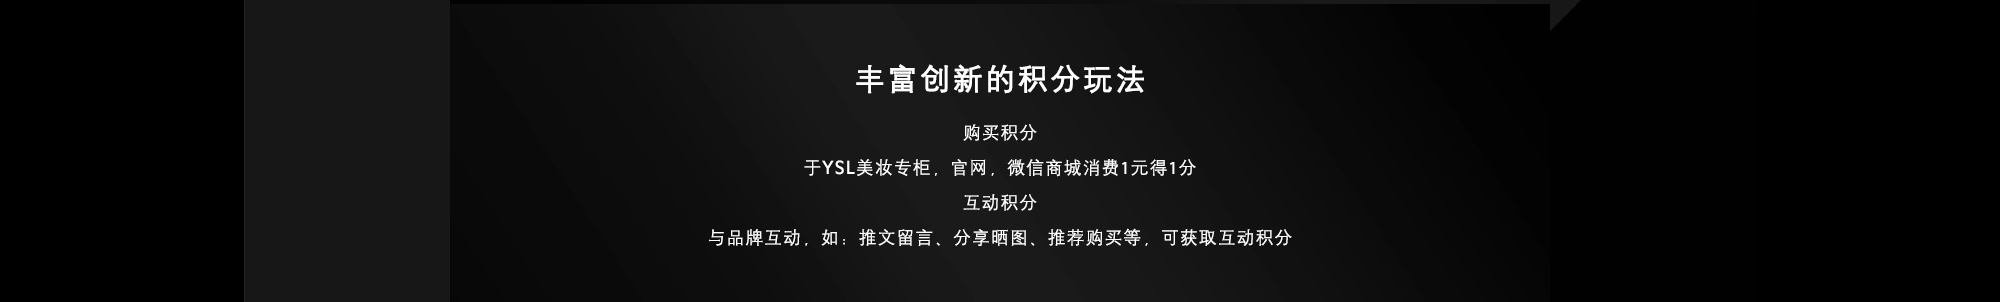 丰富创新的积分玩法
购买积分
于YSL美妆专柜，官网，微信商城消费1元得1分
互动积分
与品牌互动，如：推文留言、分享晒图、推荐购买等，可获取互动积分